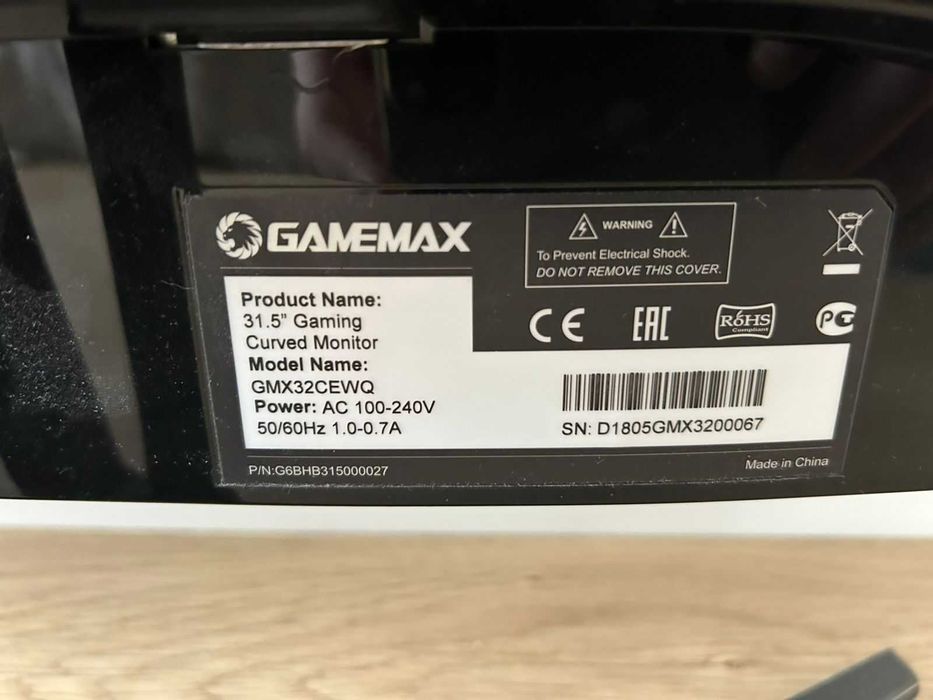 GAMEMAX
WARNING
To Prevent Electrical Shock.
DO NOT REMOVE THIS COVER.
Product Name:
31.5" Gaming
Curved Monitor
Model Name:
GMX32CEWQ
Power: AC 100-240V
50/60Hz 1.0-0.7A
CE
EAC
RoHS
Compliant
PG
SN: D1805GMX3200067
P/N:G6BHB315000027
Made in China